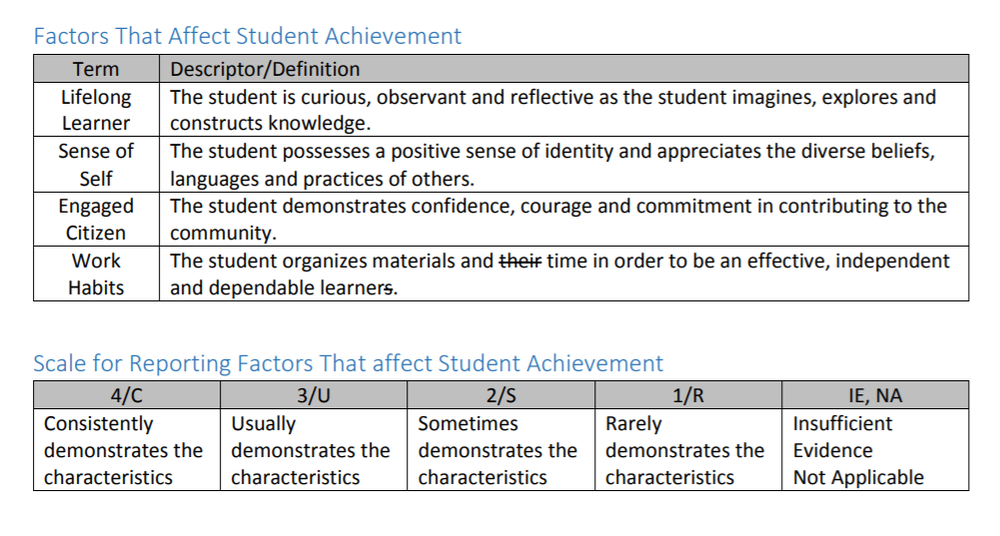 Factors That Affect Student Achievement
Term Descriptor/Definition
Lifelong Learner The student is curious, observant and reflective as the student imagines, explores and
constructs knowledge.
Sense of Self The student possesses a positive sense of identity and appreciates the diverse beliefs,
languages and practices of others.
Engaged Citizen The student demonstrates confidence, courage and commitment in contributing to the
community.
Work Habits The student organizes materials and their time in order to be an effective, independent
and dependable learners.
Scale for Reporting Factors That affect Student Achievement
4/C 3/U 2/S 1/R IE, NA
Consistently Usually Sometimes Rarely Insufficient
demonstrates the demonstrates the demonstrates the demonstrates the Evidence
characteristics characteristics characteristics characteristics Not Applicable